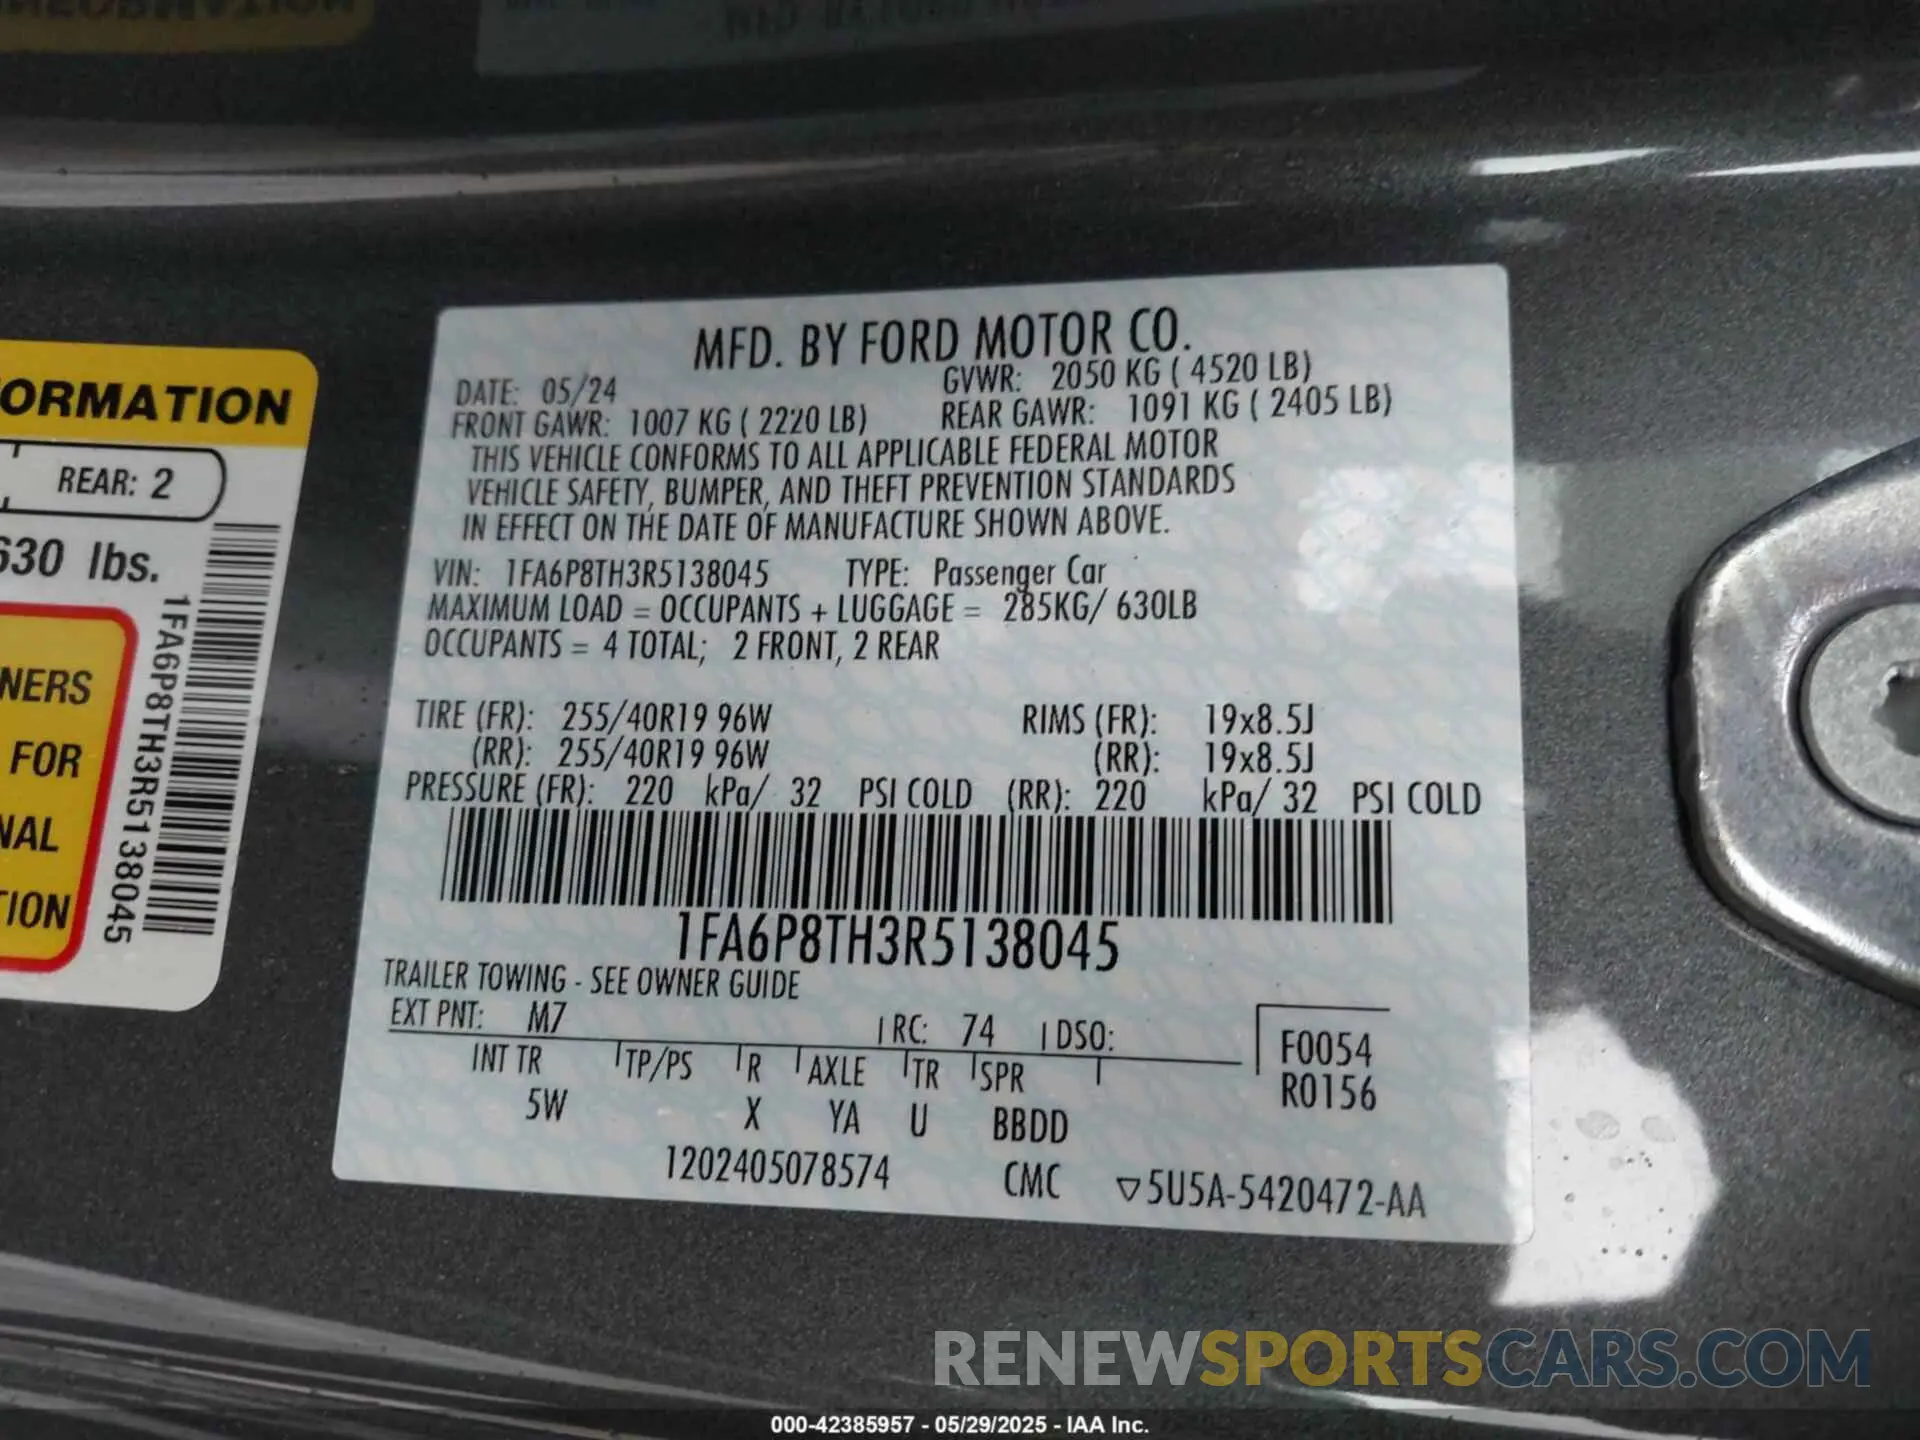 MFD. BY FORD MOTOR CO.
DATE: 05/24 GVWR: 2050 KG ( 4520 LB)
FRONT GAWR: 1007 KG ( 2220 LB) REAR GAWR: 1091 KG ( 2405 LB)
THIS VEHICLE CONFORMS TO ALL APPLICABLE FEDERAL MOTOR
VEHICLE SAFETY, BUMPER, AND THEFT PREVENTION STANDARDS
IN EFFECT ON THE DATE OF MANUFACTURE SHOWN ABOVE.
VIN: 1FA6P8TH3R5138045 TYPE: Passenger Car
MAXIMUM LOAD = OCCUPANTS + LUGGAGE = 285KG/ 630LB
OCCUPANTS = 4 TOTAL; 2 FRONT, 2 REAR
TIRE (FR): 255/40R19 96W RIMS (FR): 19x8.5J
(RR): 255/40R19 96W (RR): 19x8.5J
PRESSURE (FR): 220 kPa/ 32 PSI COLD (RR): 220 kPa/ 32 PSI COLD
1FA6P8TH3R5138045
TRAILER TOWING - SEE OWNER GUIDE
EXT PNT: M7 RC: 74 DSO:
INT TR TP/PS R AXLE TR SPR
5W X YA U BBDD
F0054
R0156
1202405078574 CMC ▽5U5A-5420472-AA
ORMATION
REAR: 2
630 lbs.
NERS
FOR
NAL
TION
1FA6P8TH3R5138045
RENEWSPORTSCARS.COM
000-42385957 - 05/29/2025 - IAA Inc.